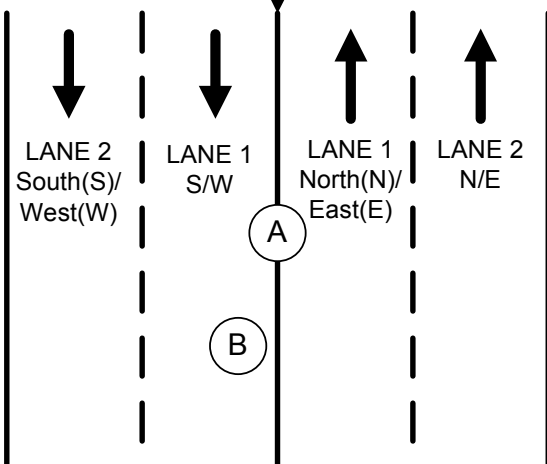 LANE 2
South(S)/
West(W)
LANE 1
S/W
LANE 1
North(N)/
East(E)
LANE 2
N/E
A
B